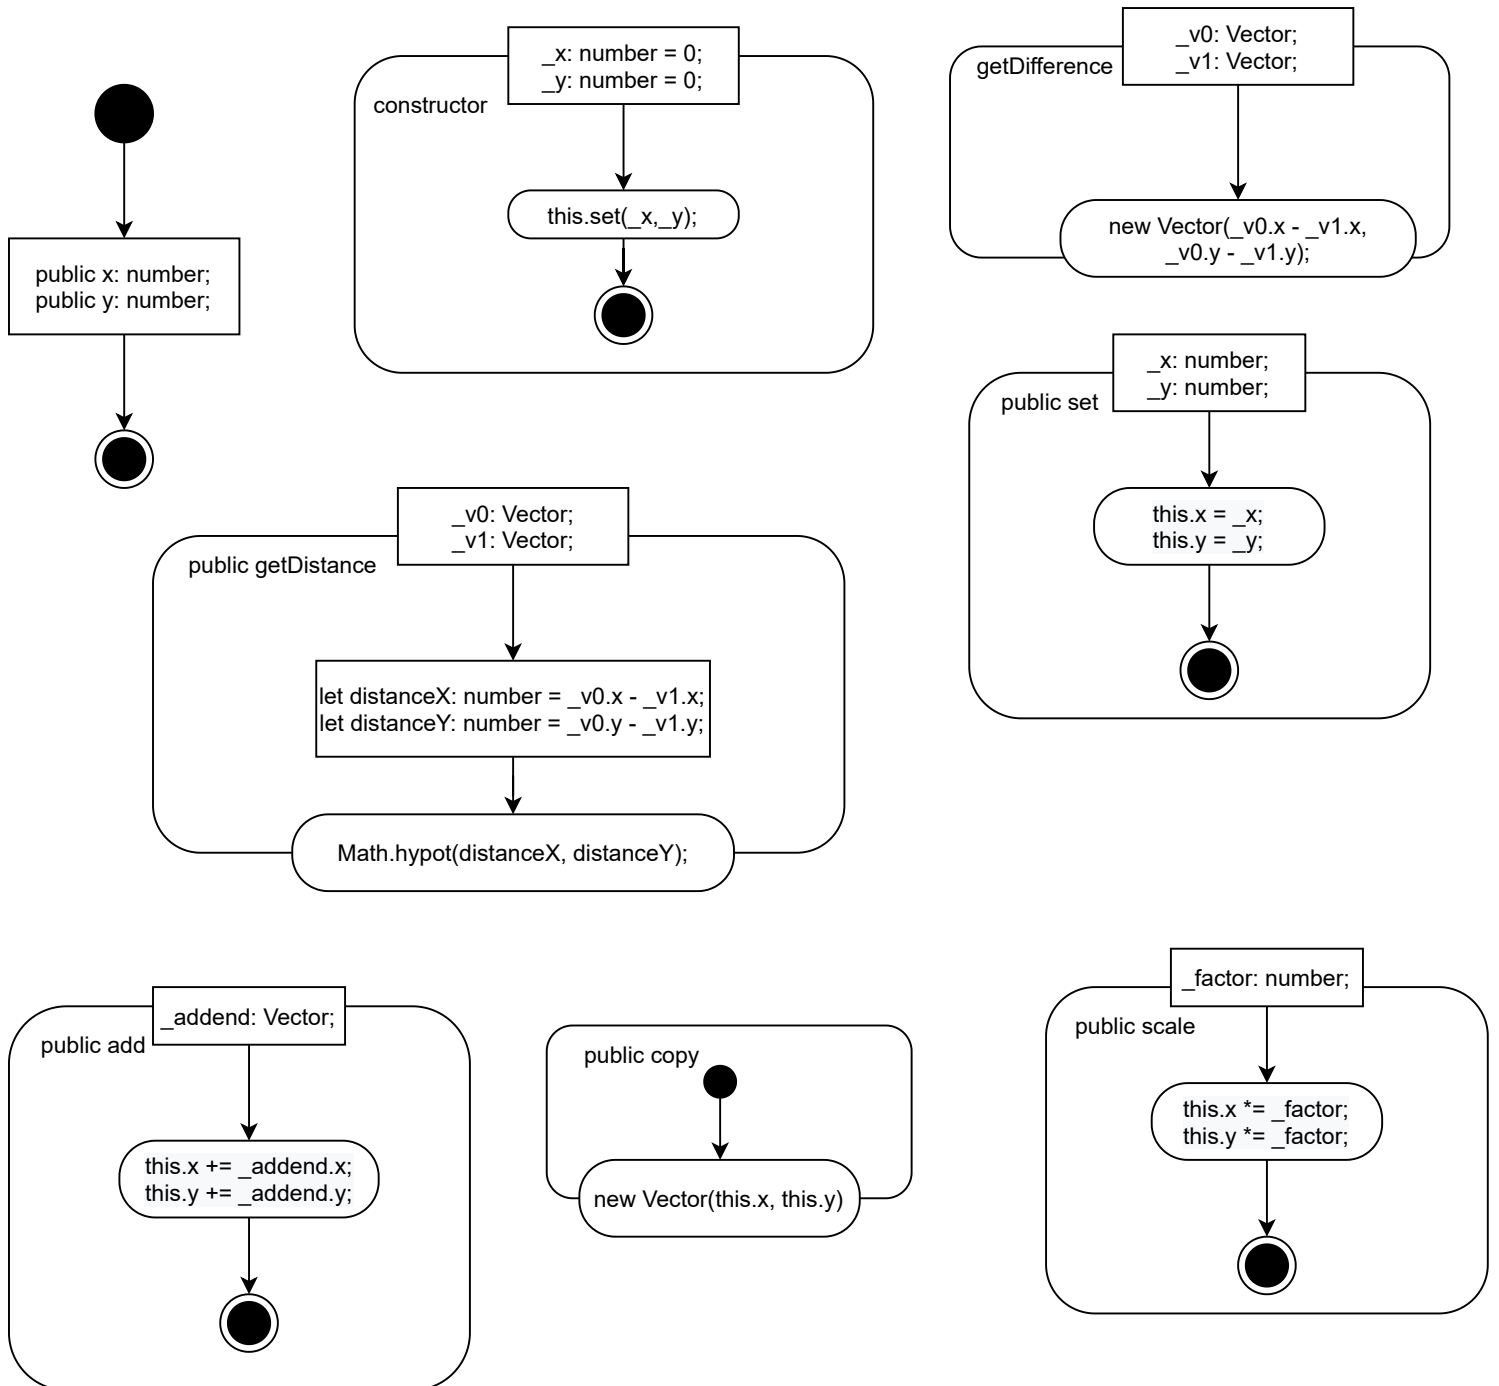 public x: number;
public y: number;
constructor
_x: number = 0;
_y: number = 0;
this.set(_x,_y);
getDifference
_v0: Vector;
_v1: Vector;
new Vector(_v0.x - _v1.x,
_v0.y - _v1.y);
public set
_x: number;
_y: number;
this.x = _x;
this.y = _y;
public getDistance
_v0: Vector;
_v1: Vector;
let distanceX: number = _v0.x - _v1.x;
let distanceY: number = _v0.y - _v1.y;
Math.hypot(distanceX, distanceY);
public add
_addend: Vector;
this.x += _addend.x;
this.y += _addend.y;
public copy
new Vector(this.x, this.y)
public scale
_factor: number;
this.x *= _factor;
this.y *= _factor;